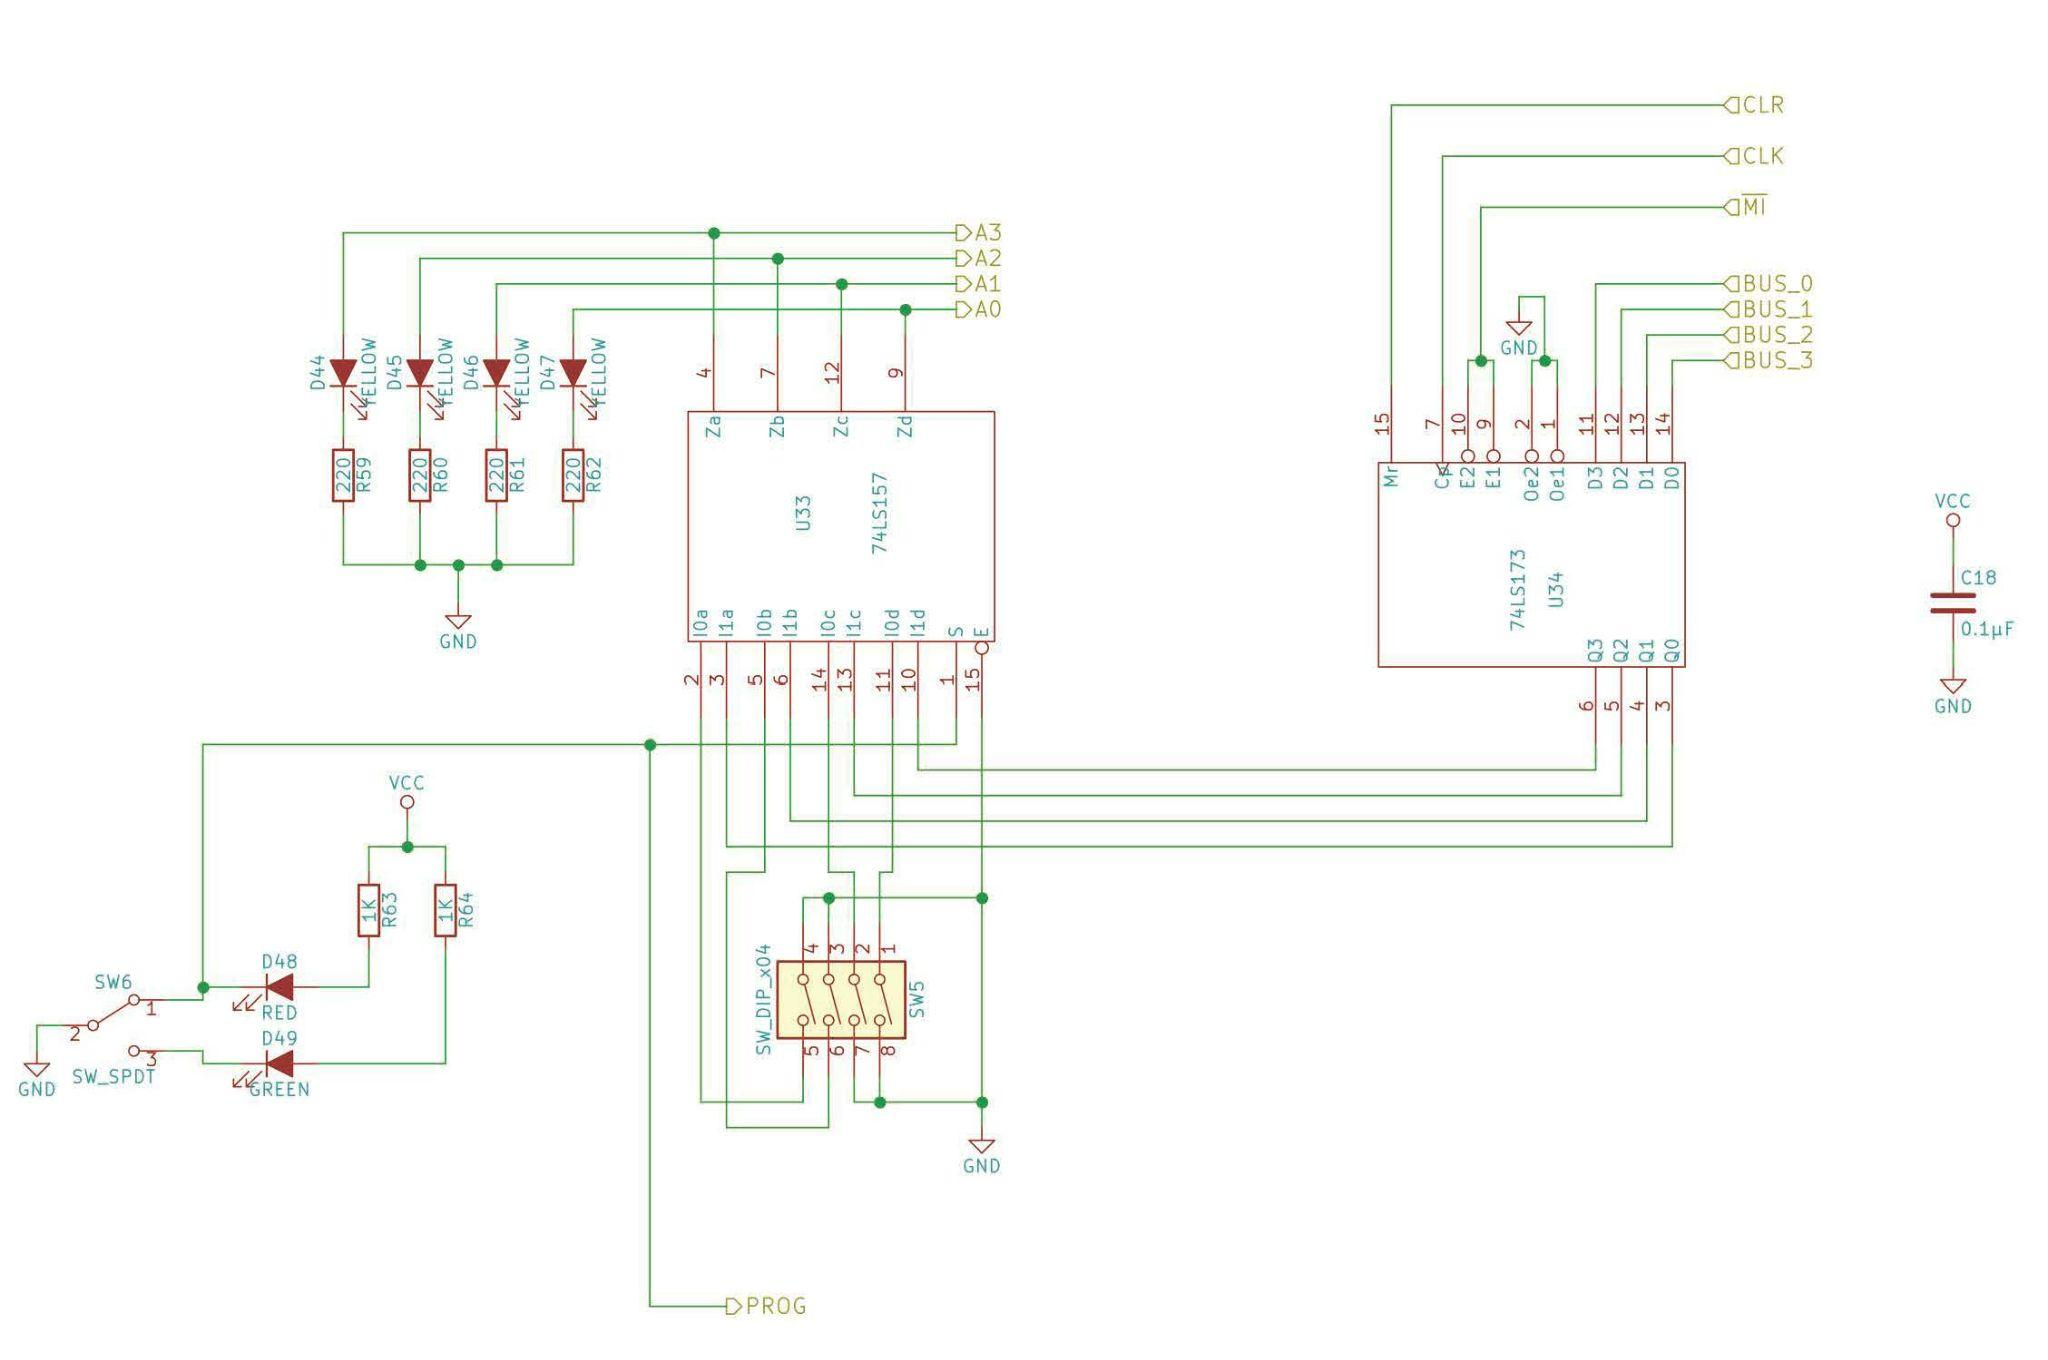 CLR
CLK
MI
A3
A2
A1
A0
BUS_0
BUS_1
BUS_2
BUS_3
GND
D44
YELLOW
D45
YELLOW
D46
YELLOW
D47
YELLOW
4
7
12
9
15
7
10
9
2
1
11
12
13
14
Za
Zb
Zc
Zd
Mr
Cp
E2
E1
Oe2
Oe1
D3
D2
D1
D0
220
R59
220
R60
220
R61
220
R62
U33
74LS157
74LS173
U34
VCC
C18
0.1µF
GND
GND
I0a
I1a
I0b
I1b
I0c
I1c
I0d
I1d
S
E
Q3
Q2
Q1
Q0
2
3
5
6
14
13
11
10
1
15
6
5
4
3
VCC
1K
R63
1K
R64
SW6
1
2
3
SW_SPDT
GND
D48
RED
D49
GREEN
SW_DIP_x04
4
3
2
1
SW5
5
6
7
8
GND
PROG